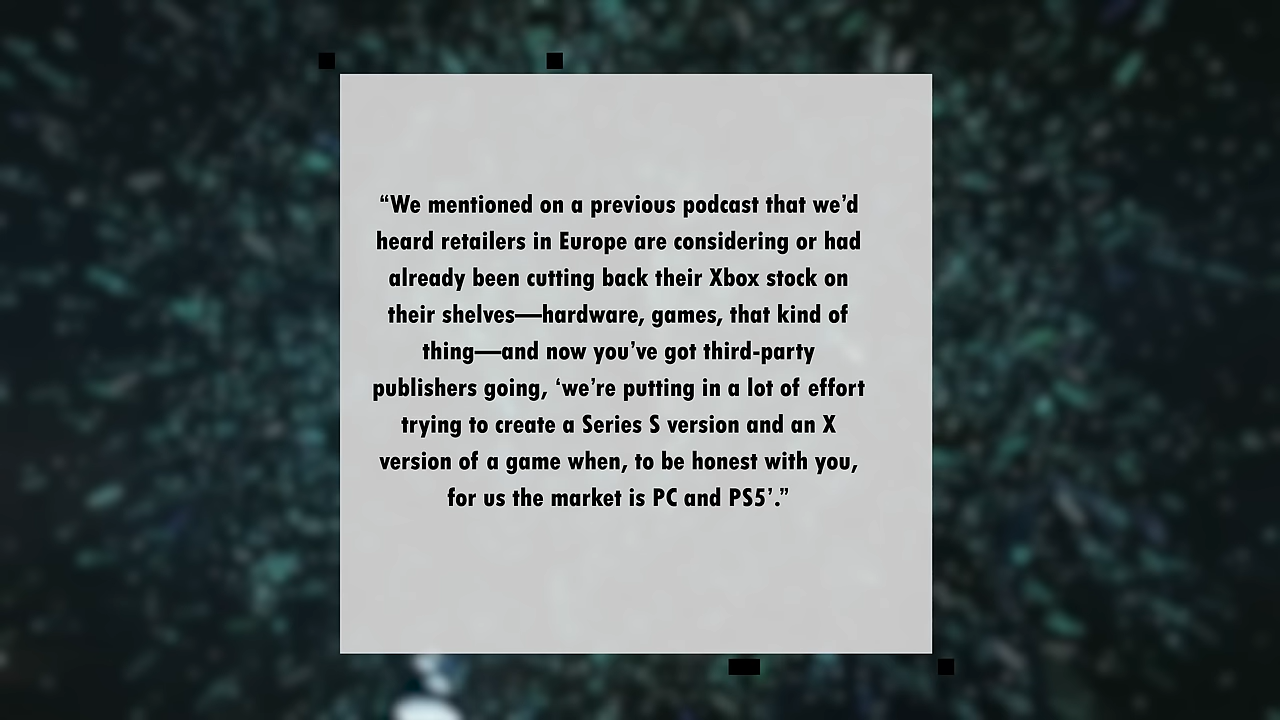 “We mentioned on a previous podcast that we’d
heard retailers in Europe are considering or had
already been cutting back their Xbox stock on
their shelves—hardware, games, that kind of
thing—and now you’ve got third-party
publishers going, ‘we’re putting in a lot of effort
trying to create a Series S version and an X
version of a game when, to be honest with you,
for us the market is PC and PS5’.”